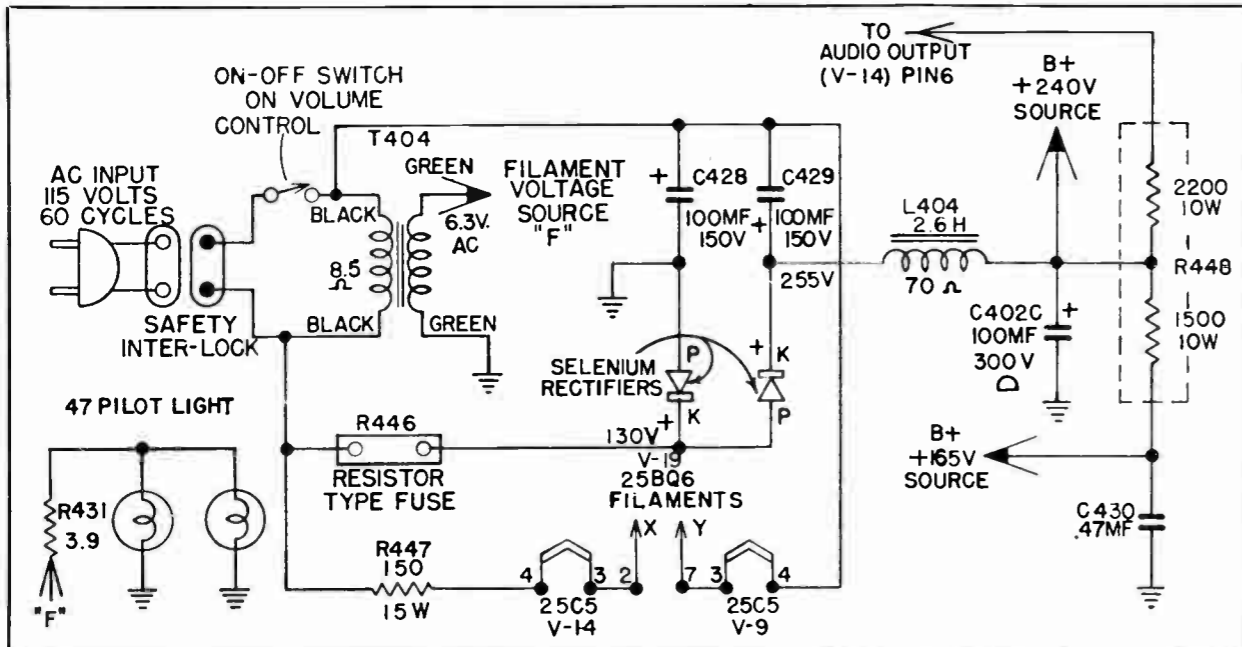 TO
AUDIO OUTPUT
(V-14) PIN6
B+
+240V
SOURCE
ON-OFF SWITCH
ON VOLUME
CONTROL
T404
AC INPUT
115 VOLTS
60 CYCLES
GREEN
FILAMENT
VOLTAGE
SOURCE
"F"
BLACK
6.3V.
AC
8.5
Ω
BLACK
GREEN
SAFETY
INTER-LOCK
+
C428
100MF
150V
C429
100MF
+
150V
255V
L404
2.6H
70 Ω
2200
10W
R448
1500
10W
C402C
+
100MF
300V
D
SELENIUM
RECTIFIERS
P
K
+
+
K
P
47 PILOT LIGHT
R431
3.9
"F"
R446
RESISTOR
TYPE FUSE
130V
V-19
25BQ6
FILAMENTS
X
Y
B+
+165V
SOURCE
C430
.47MF
R447
150
15W
4
3
2
7
3
4
25C5
V-14
25C5
V-9